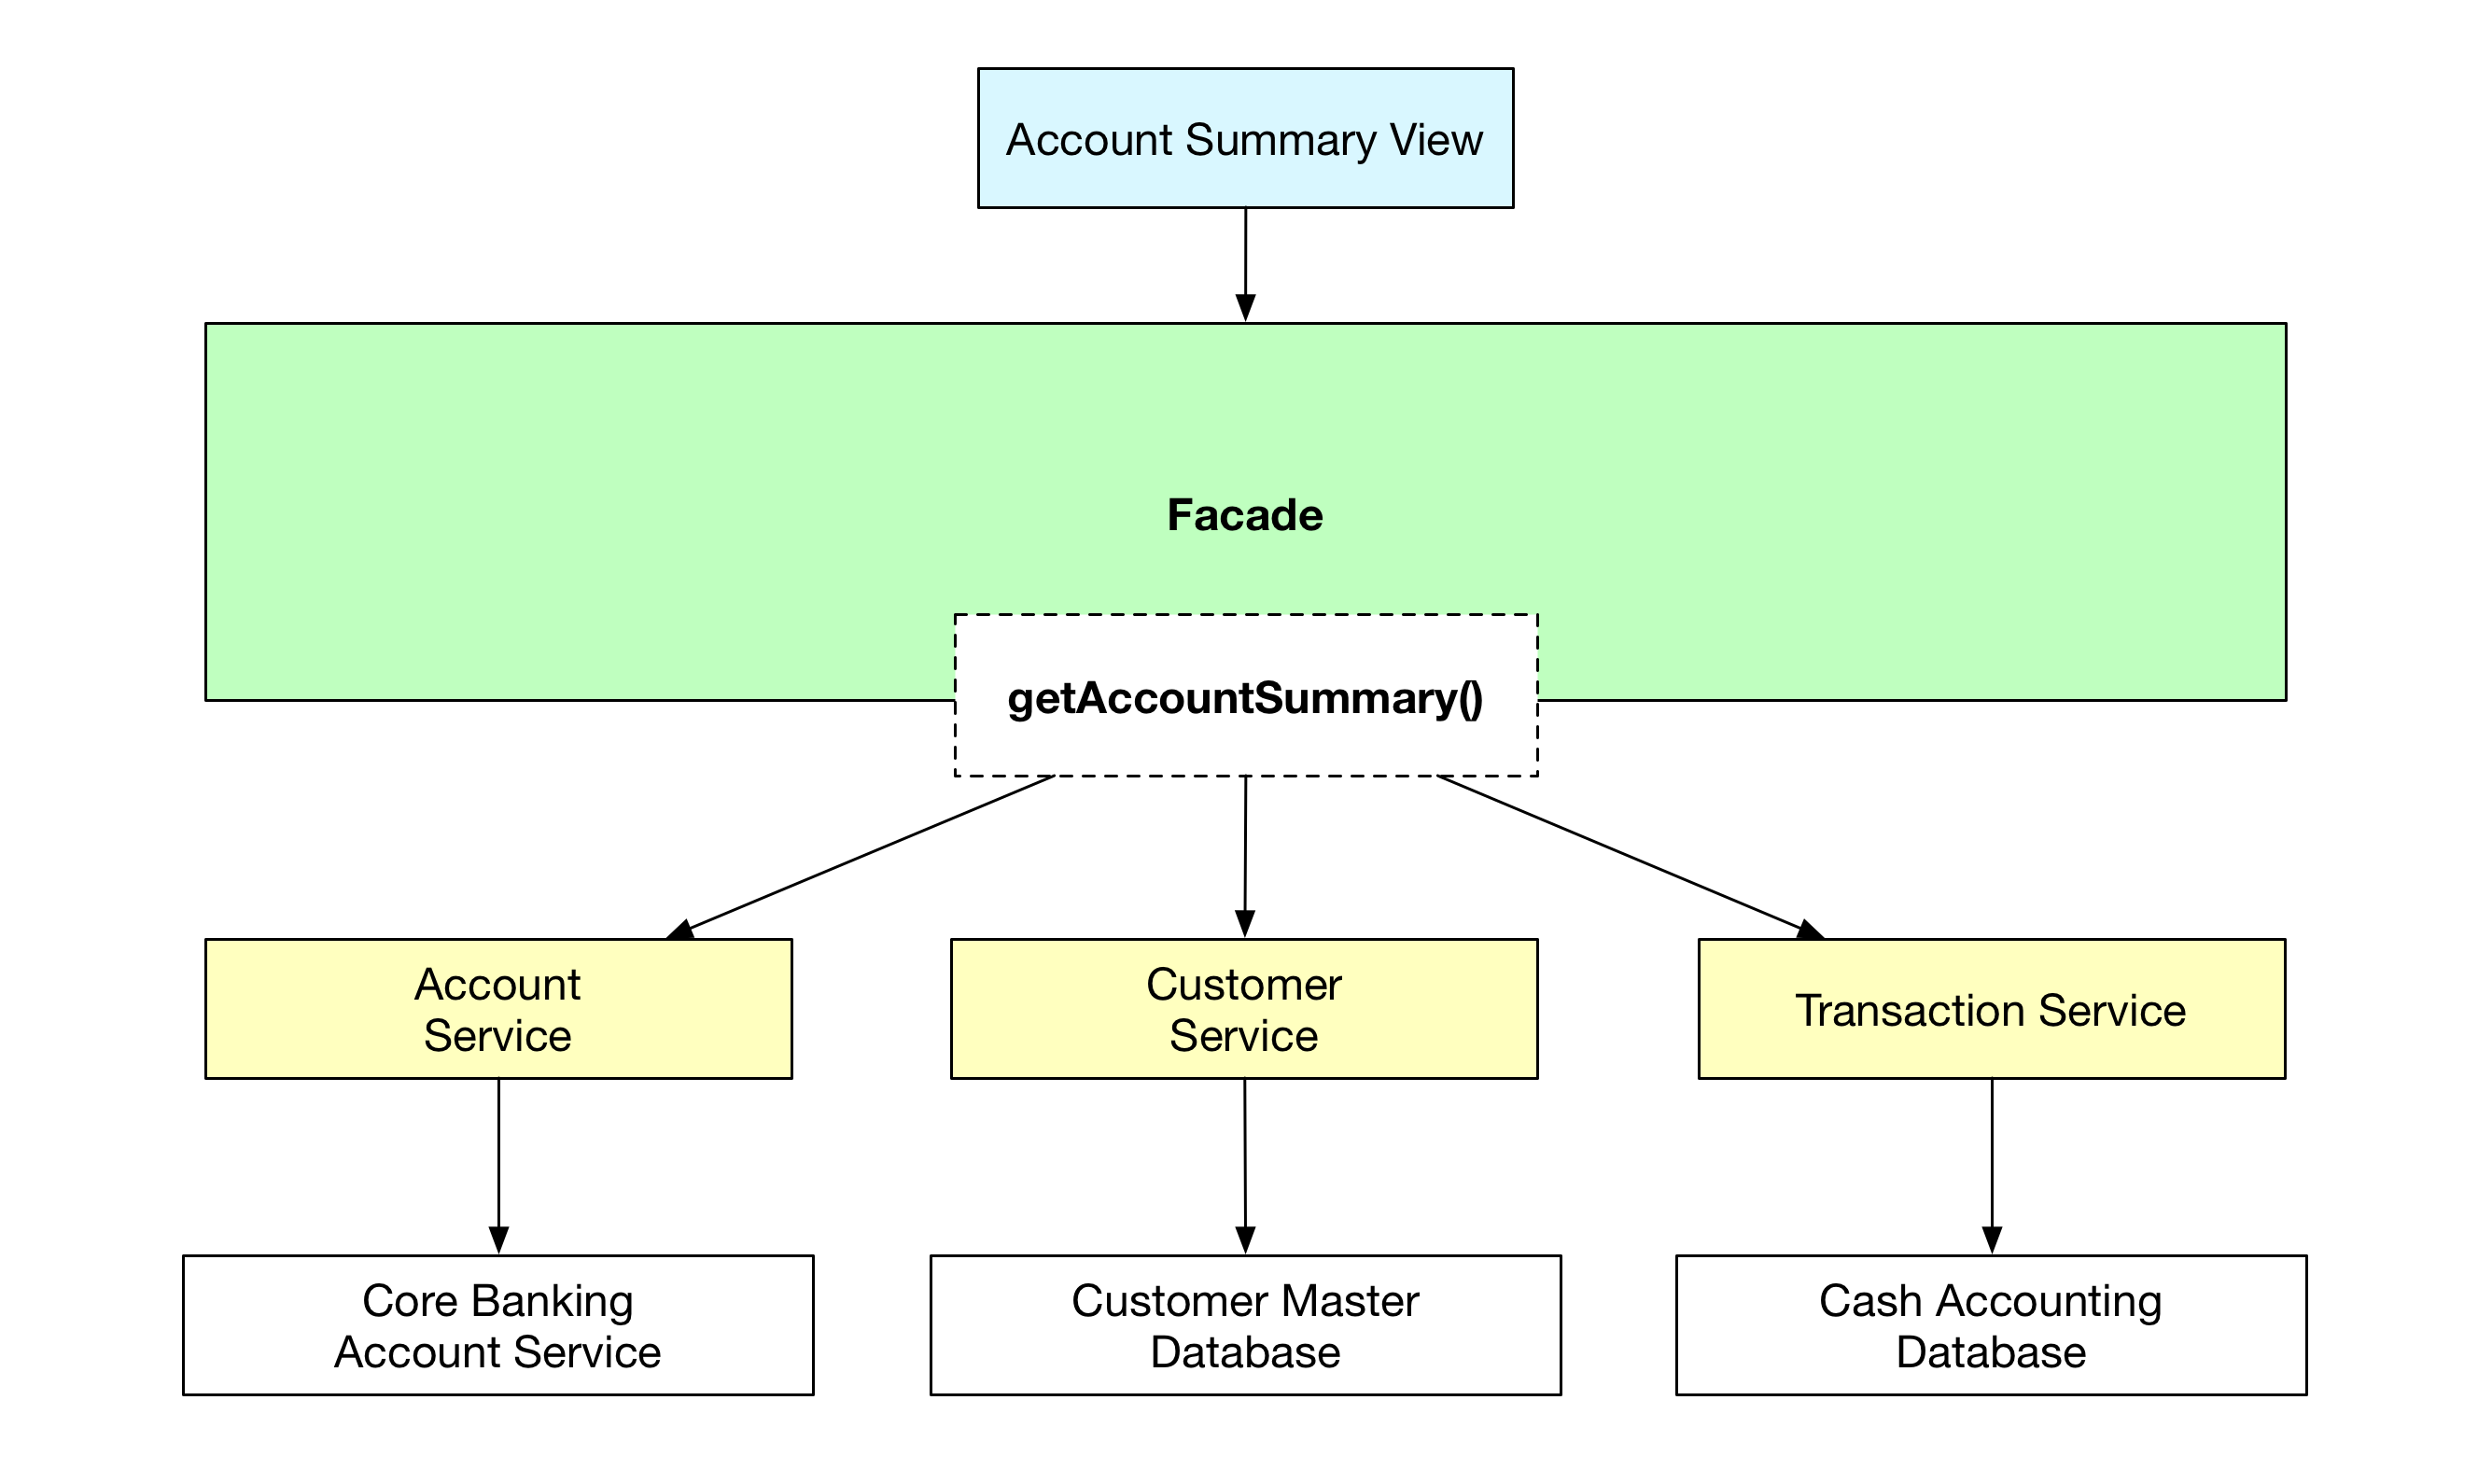 Account Summary View
Facade
getAccountSummary()
Account
Service
Customer
Service
Transaction Service
Core Banking
Account Service
Customer Master
Database
Cash Accounting
Database